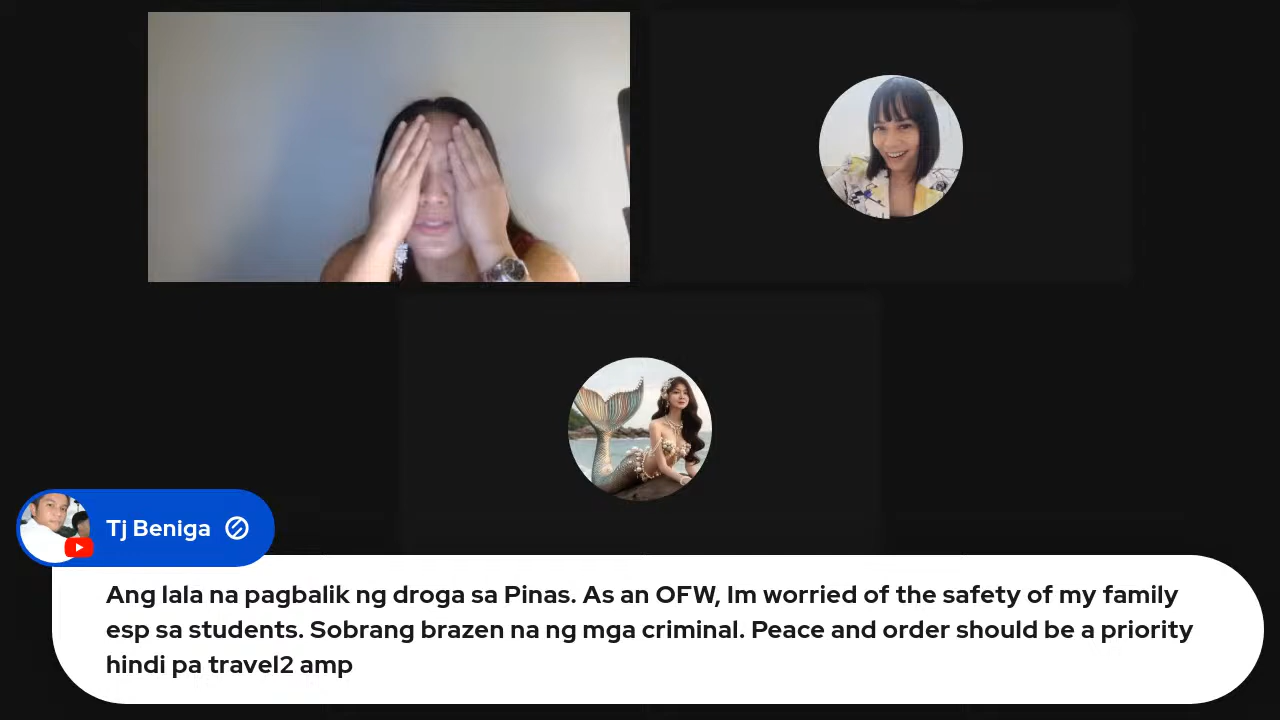 Tj Beniga
Ang lala na pagbalik ng droga sa Pinas. As an OFW, Im worried of the safety of my family
esp sa students. Sobrang brazen na ng mga criminal. Peace and order should be a priority
hindi pa travel2 amp